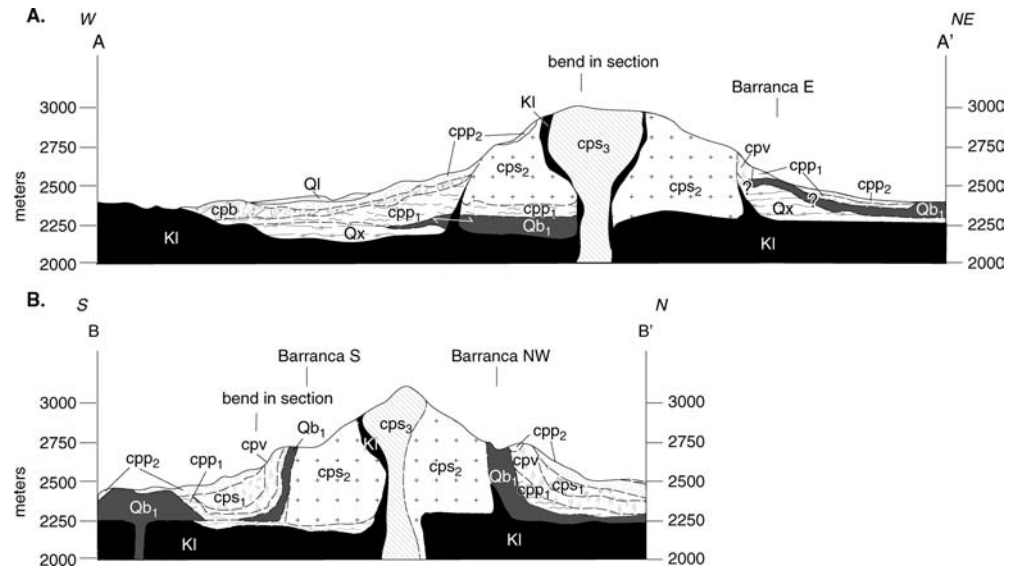 A. W NE
A A'
bend in section
Barranca E
3000 Kl 3000
cpp2
2750 cps3 cpv 2750
cpp1
cps2
2500 Ql cps2 ? cpp2 2500
cpb cpp1 cpp1 ?
2250 Qx Qb1 Qx Qb1 2250
Kl Kl
2000 2000
meters
B. S N
B B'
Barranca S Barranca NW
bend in section
3000 3000
Qb1 cps3
cpv cpp2
2750 Kl 2750
cpp2 cpp1 cps2 cps2 cpv
2500 cps1 Qb1 cps1 2500
Qb1 cpp1
2250 2250
Kl Kl
2000 2000
meters